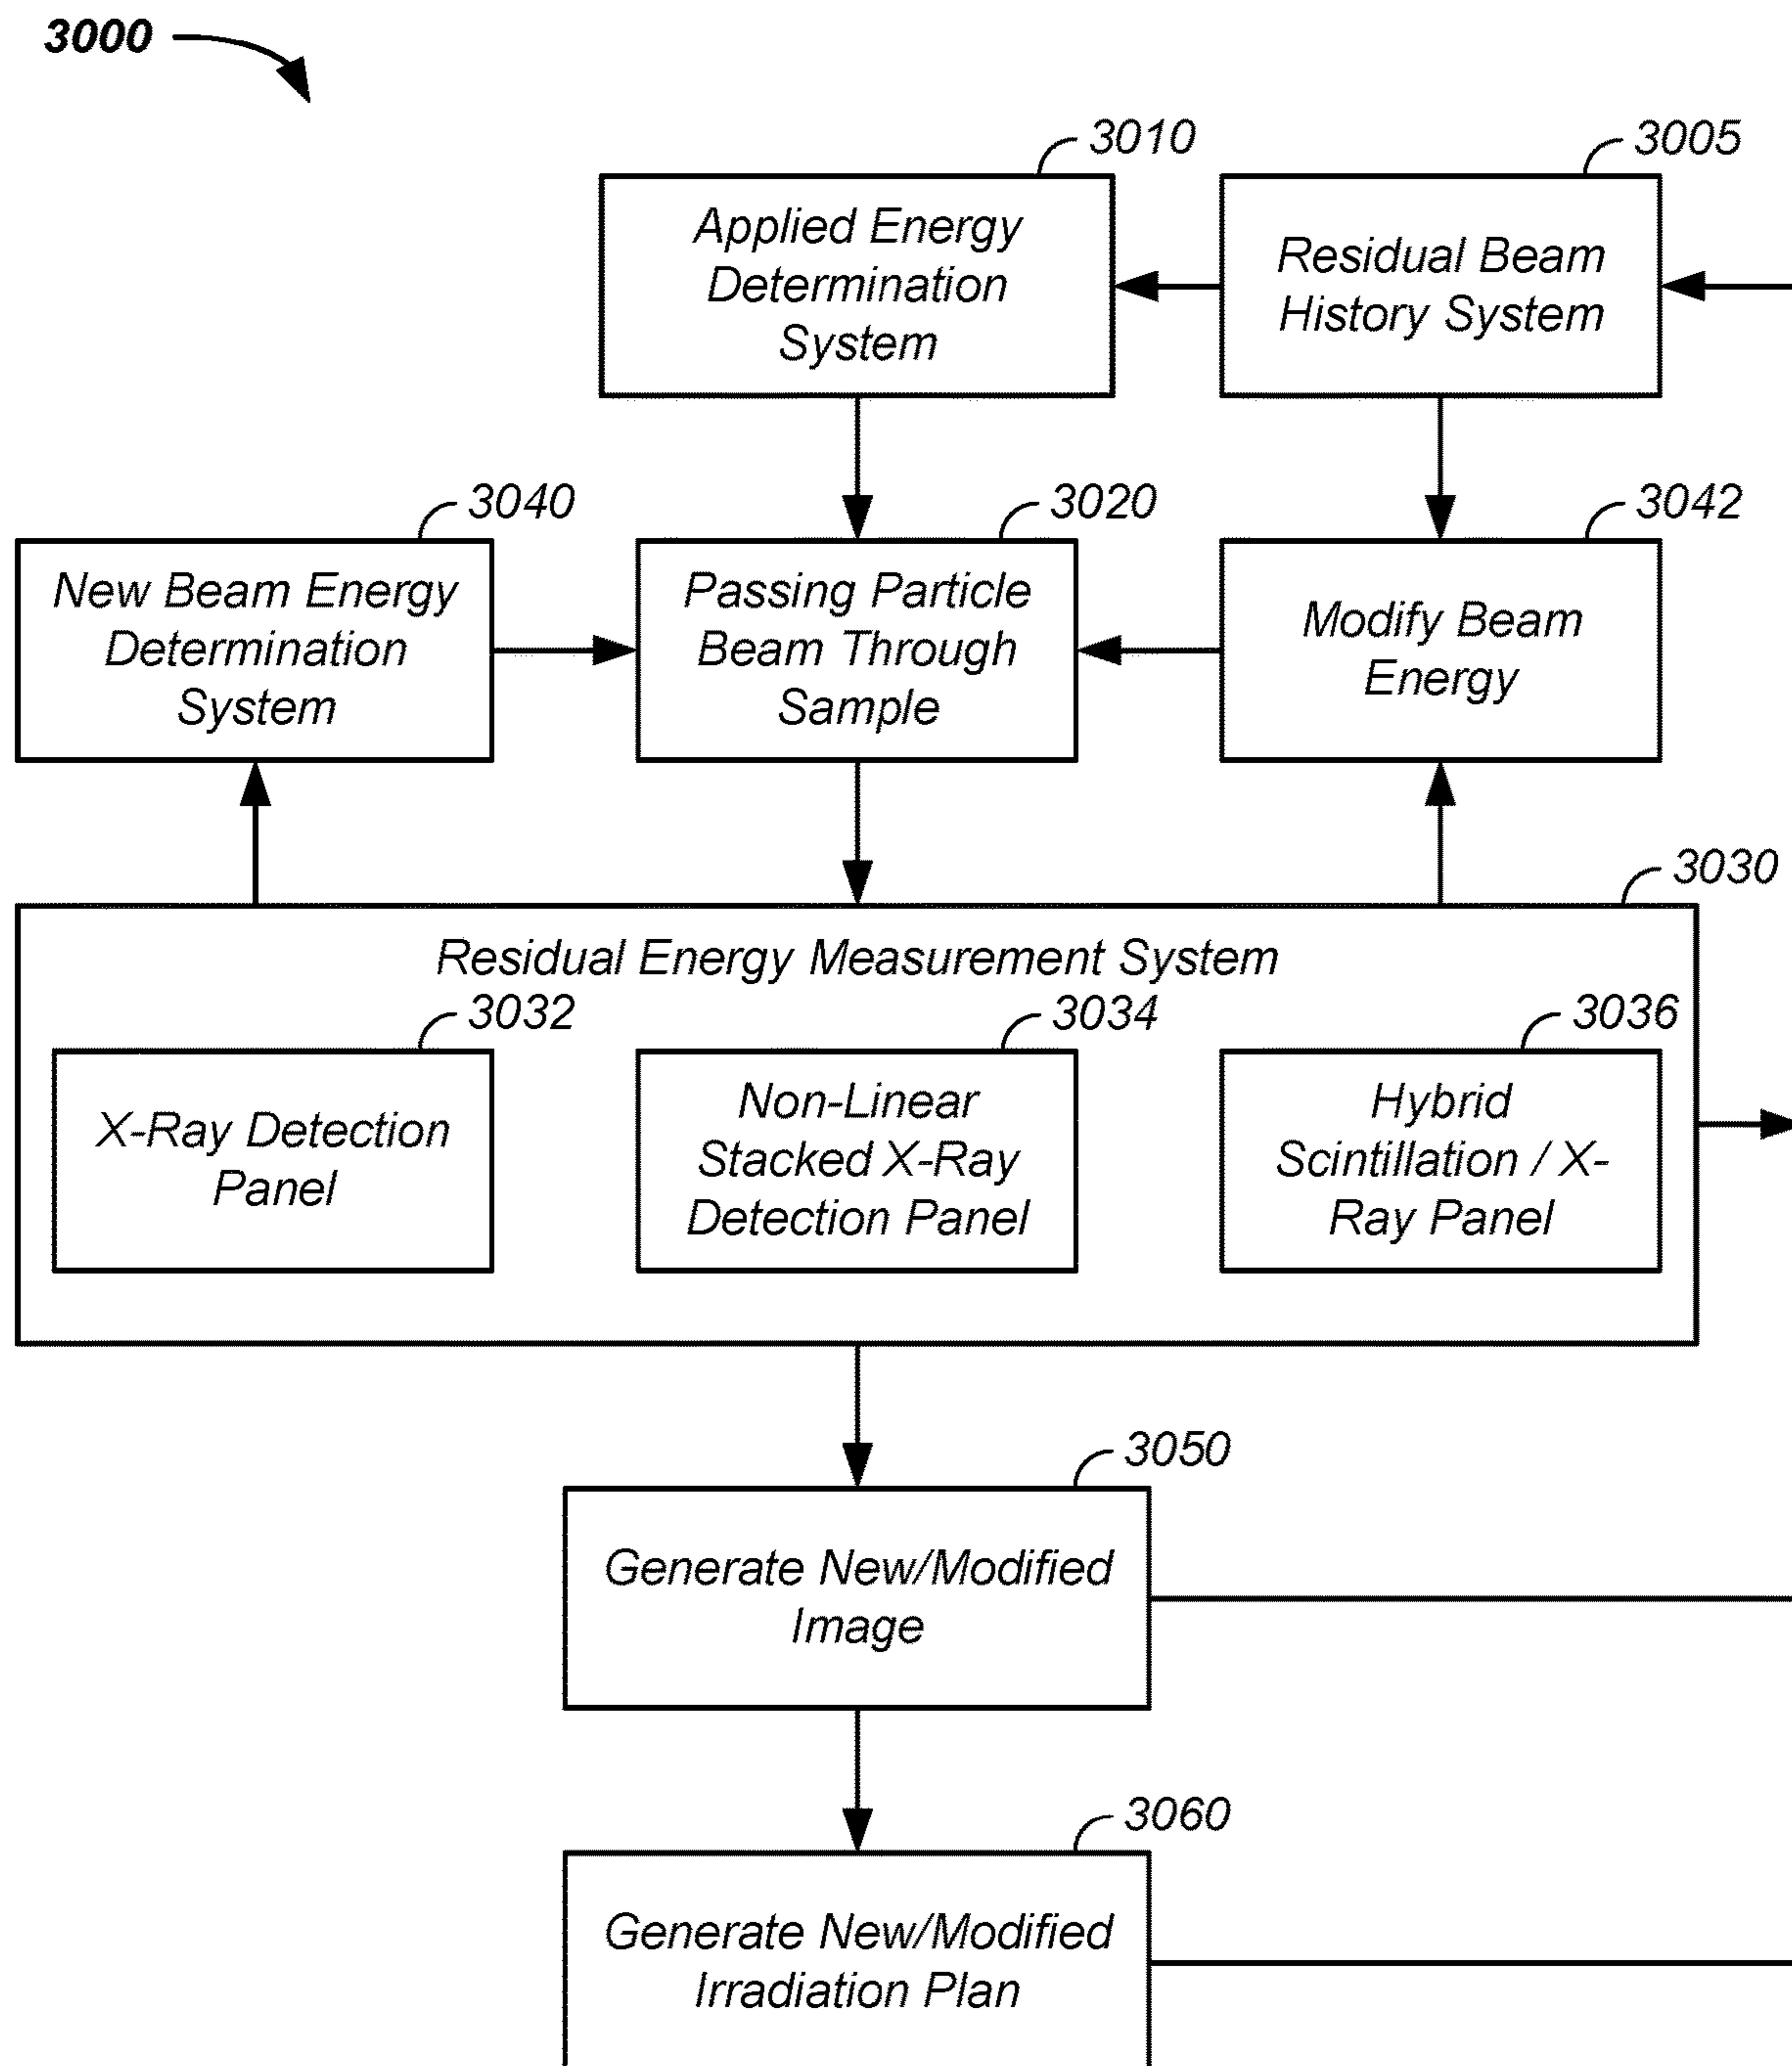 3000
3010
Applied Energy
Determination
System
3005
Residual Beam
History System
3040
New Beam Energy
Determination
System
3020
Passing Particle
Beam Through
Sample
3042
Modify Beam
Energy
3030
Residual Energy Measurement System
3032
X-Ray Detection
Panel
3034
Non-Linear
Stacked X-Ray
Detection Panel
3036
Hybrid
Scintillation / X-
Ray Panel
3050
Generate New/Modified
Image
3060
Generate New/Modified
Irradiation Plan